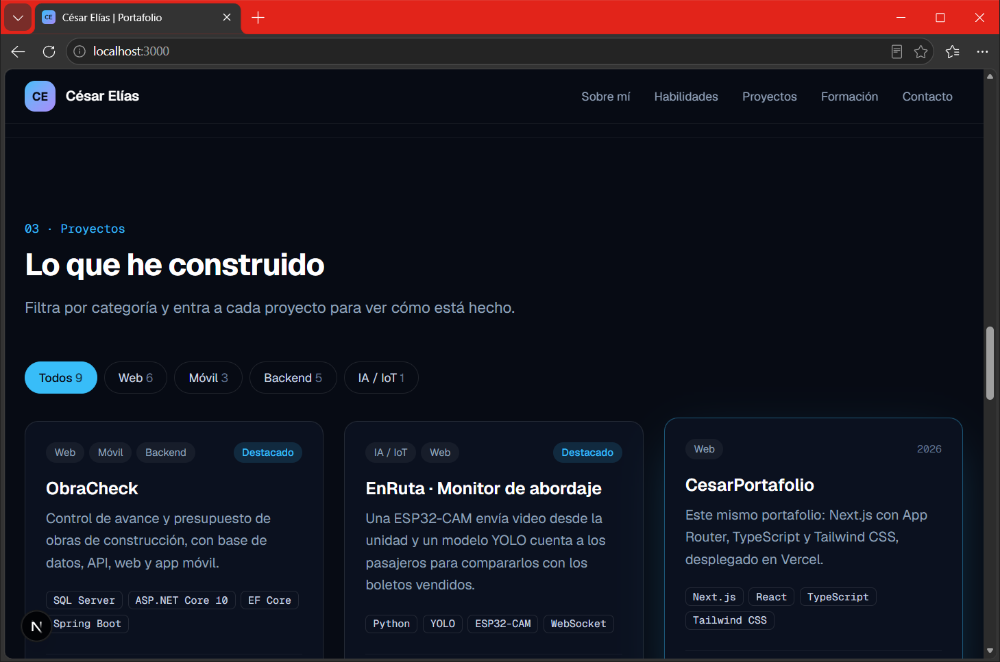 CE César Elías | Portafolio
localhost:3000
CE César Elías
Sobre mí Habilidades Proyectos Formación Contacto
03 · Proyectos
Lo que he construido
Filtra por categoría y entra a cada proyecto para ver cómo está hecho.
Todos 9 Web 6 Móvil 3 Backend 5 IA / IoT 1
Web Móvil Backend Destacado
ObraCheck
Control de avance y presupuesto de
obras de construcción, con base de
datos, API, web y app móvil.
SQL Server ASP.NET Core 10 EF Core
Spring Boot
IA / IoT Web Destacado
EnRuta · Monitor de abordaje
Una ESP32-CAM envía video desde la
unidad y un modelo YOLO cuenta a los
pasajeros para compararlos con los
boletos vendidos.
Python YOLO ESP32-CAM WebSocket
Web 2026
CesarPortafolio
Este mismo portafolio: Next.js con App
Router, TypeScript y Tailwind CSS,
desplegado en Vercel.
Next.js React TypeScript
Tailwind CSS
N